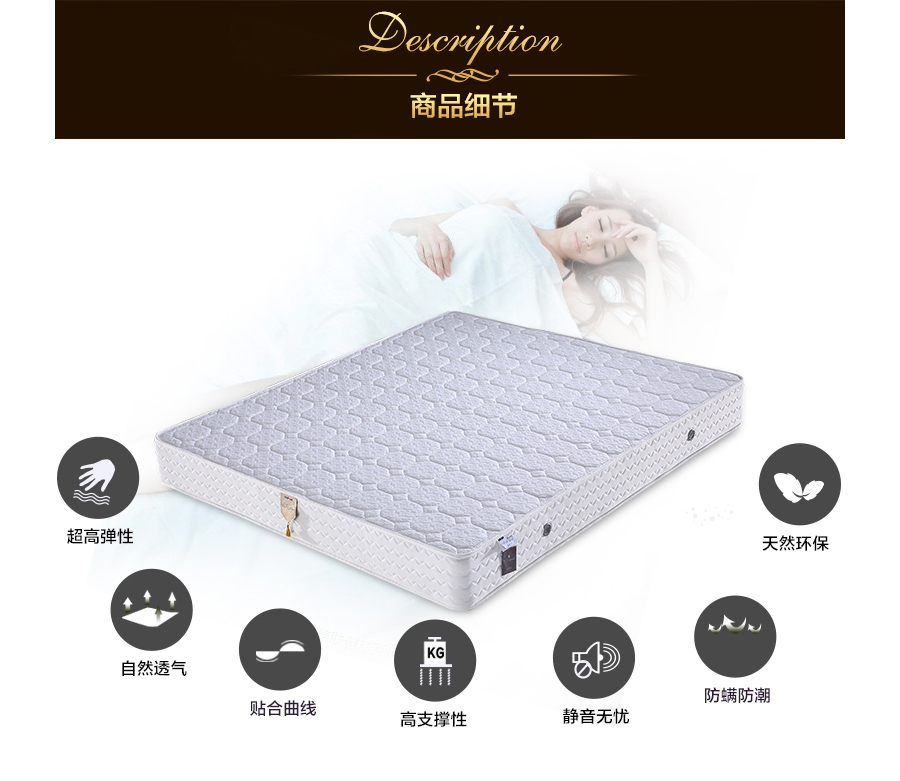 Description
商品细节
超高弹性
天然环保
自然透气
贴合曲线
KG
高支撑性
静音无忧
防螨防潮